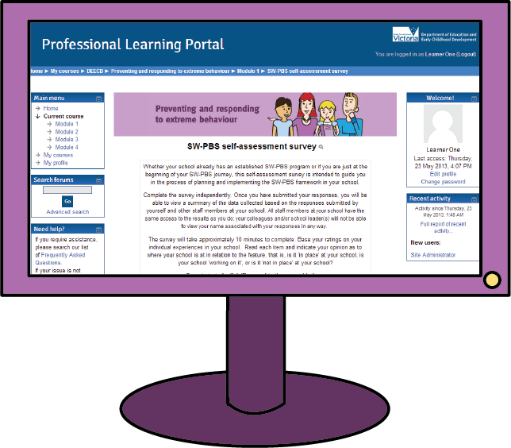 Professional Learning Portal
Victoria
Department of Education and
Early Childhood Development
You are logged in as Learner One (Logout)
Home ► My courses ► DEECD ► Preventing and responding to extreme behaviour ► Module 1 ► SW-PBS self-assessment survey
Main menu
Home
Current course
Module 1
Module 2
Module 3
Module 4
My courses
My profile
Search forums
Go
Advanced search
Need help?
If you require assistance,
please search our list
of Frequently Asked
Questions.
If your issue is not
Preventing and responding
to extreme behaviour
SW-PBS self-assessment survey
Whether your school already has an established SW-PBS program or if you are just at the
beginning of your SW-PBS journey, this self-assessment survey is intended to guide you
in the process of planning and implementing the SW-PBS framework in your school.
Complete the survey independently. Once you have submitted your responses, you will be
able to view a summary of the data collected based on the responses submitted by
yourself and other staff members at your school. All staff members at your school have the
same access to the results as you do; your colleagues and/or school leader(s) will not be able
to view your name associated with your responses in any way.
The survey will take approximately 10 minutes to complete. Base your ratings on your
individual experiences in your school. Read each item and indicate your opinion as to
where your school is at in relation to the feature, that is, is it 'in place' at your school, is
your school 'working on it', or is it 'not in place' at your school?
Welcome!
Learner One
Last access: Thursday,
23 May 2013, 4:07 PM
Edit profile
Change password
Recent activity
Activity since Thursday, 23
May 2013, 1:48 AM
Full report of recent
activity...
New users:
Site Administrator